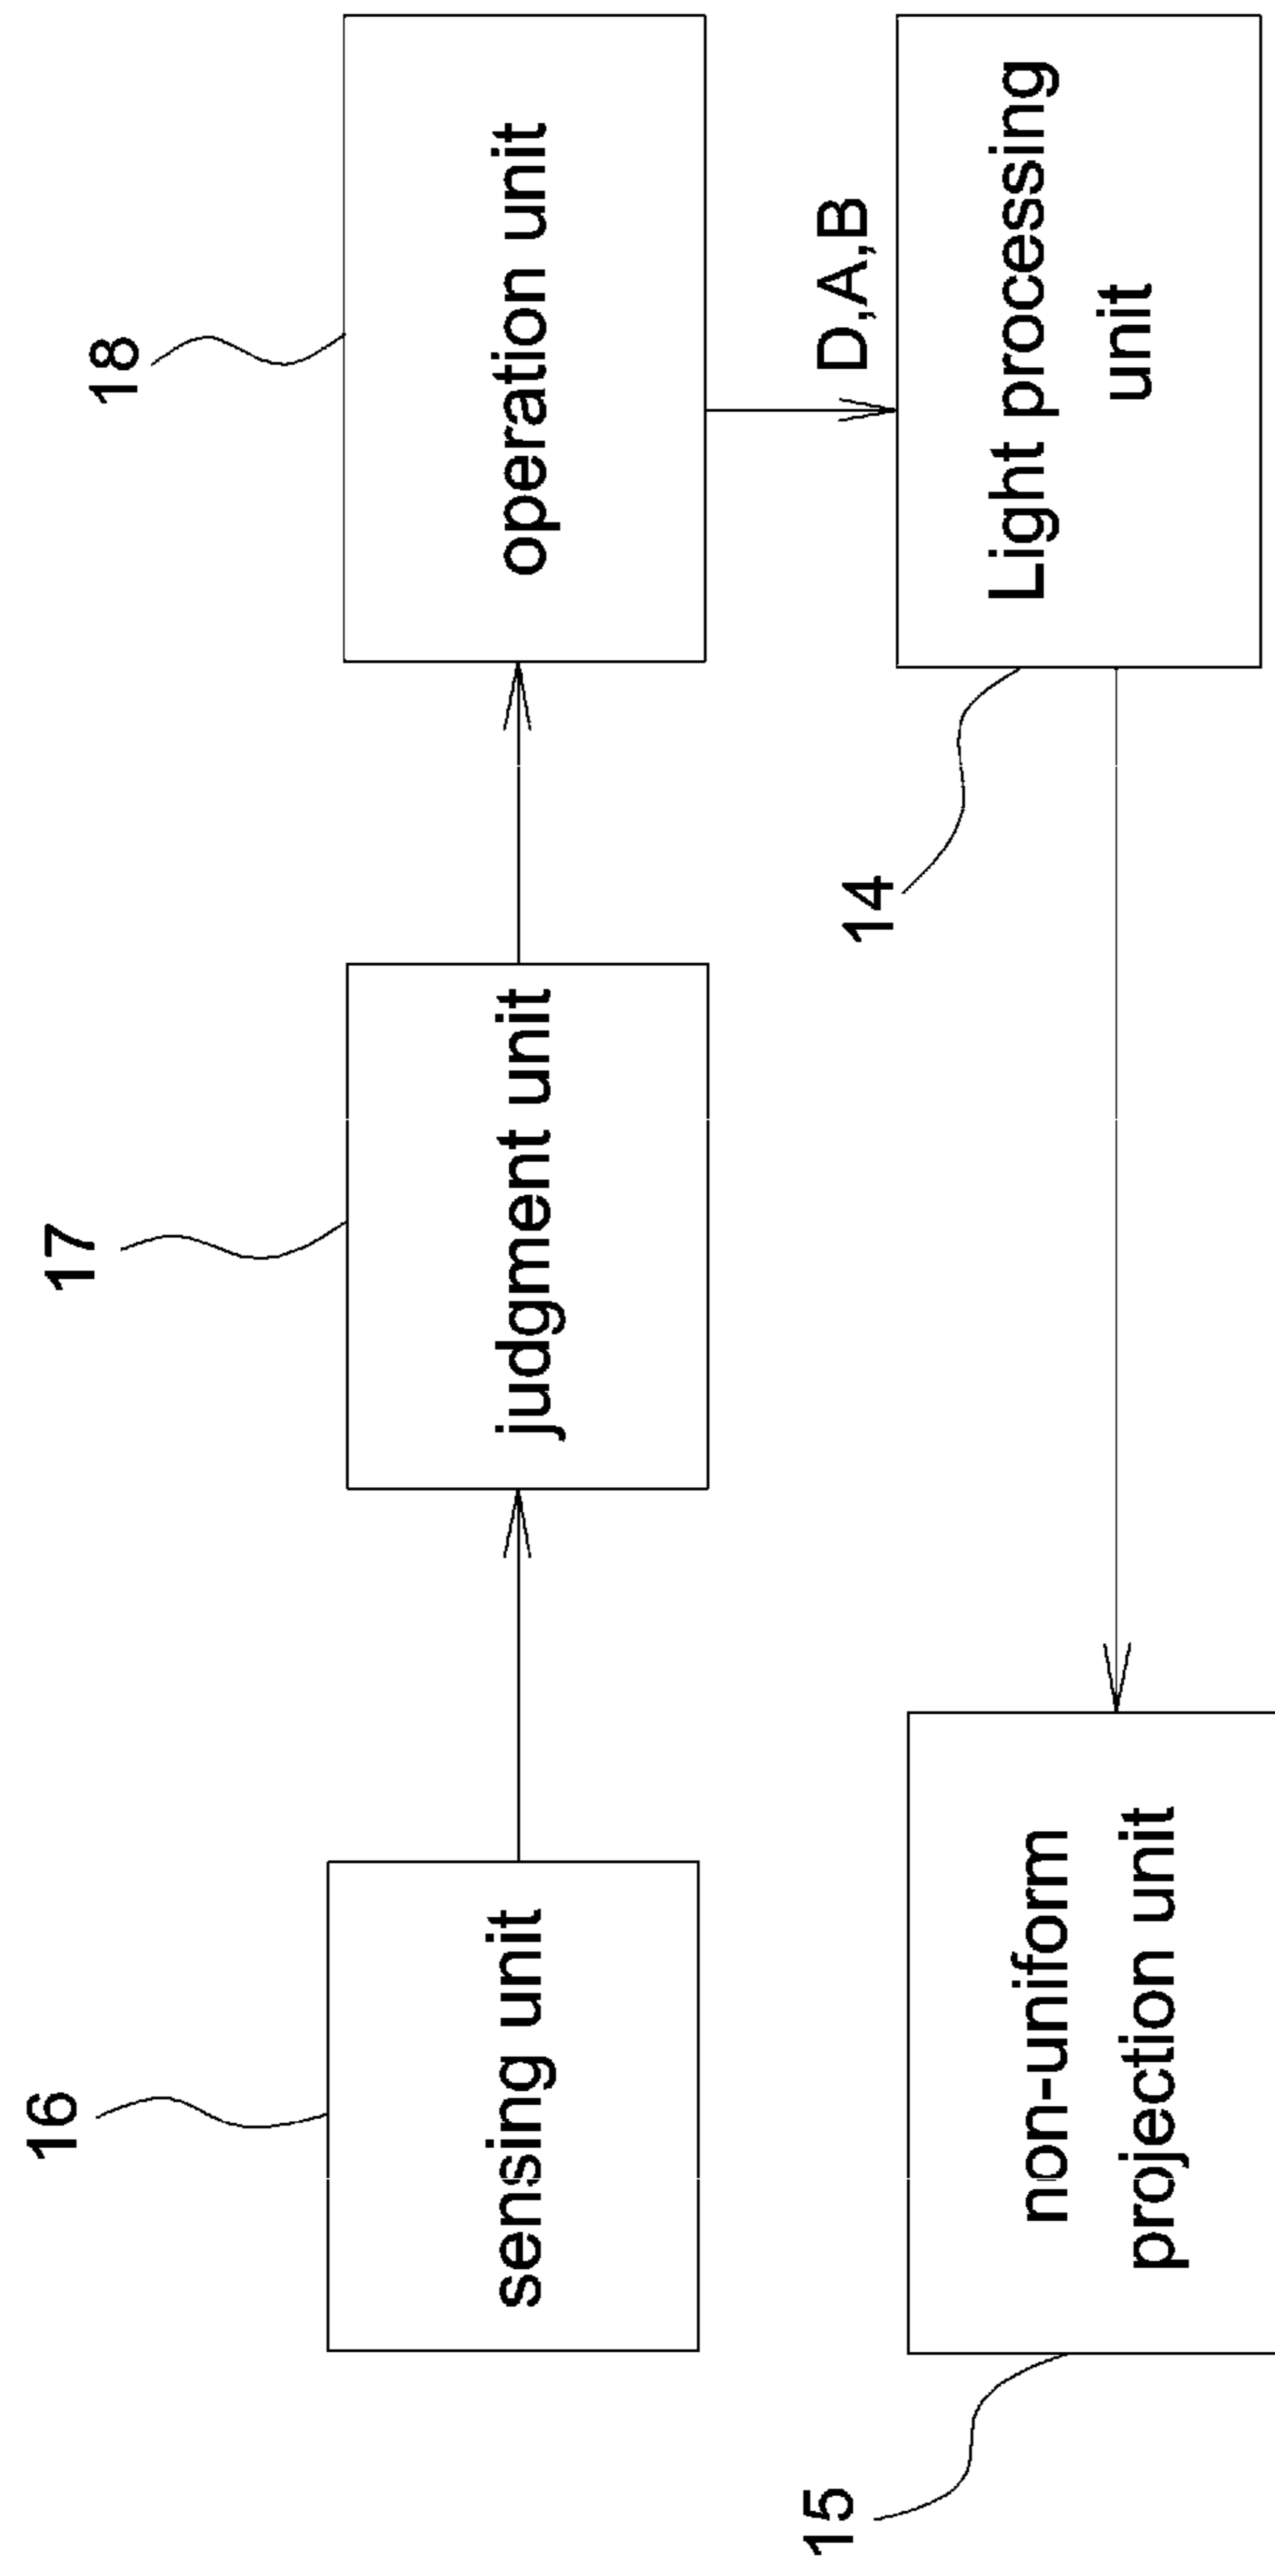 16
17
18
sensing unit
judgment unit
operation unit
D,A,B
15
14
non-uniform
projection unit
Light processing
unit